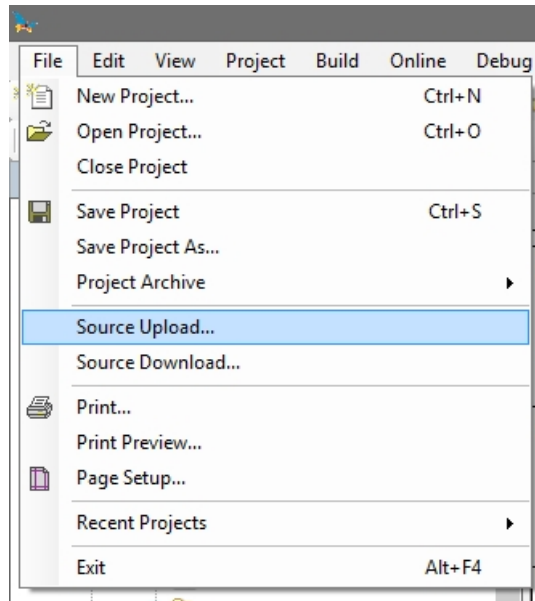 File Edit View Project Build Online Debug
New Project... Ctrl+N
Open Project... Ctrl+O
Close Project
Save Project Ctrl+S
Save Project As...
Project Archive
Source Upload...
Source Download...
Print...
Print Preview...
Page Setup...
Recent Projects
Exit Alt+F4